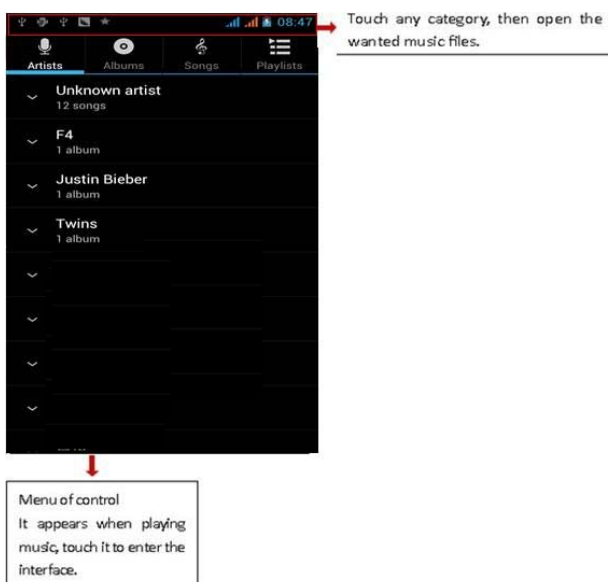 08:47
Touch any category, then open the
wanted music files.
Artists Albums Songs Playlists
Unknown artist
12 songs
F4
1 album
Justin Bieber
1 album
Twins
1 album
Menu of control
It appears when playing
music, touch it to enter the
interface.